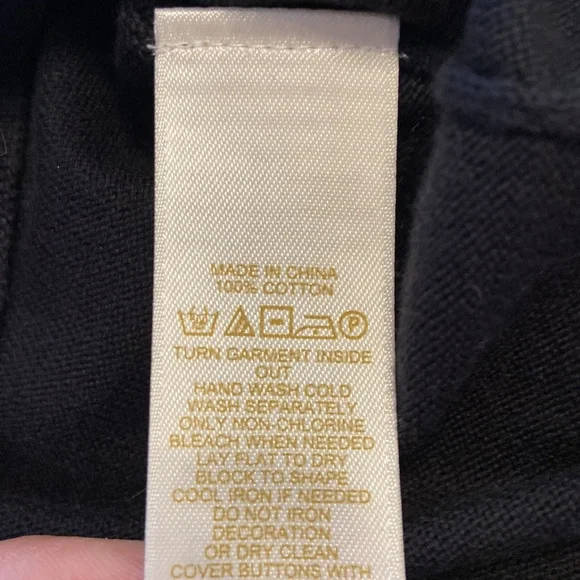 MADE IN CHINA
100% COTTON
P
TURN GARMENT INSIDE
OUT
HAND WASH COLD
WASH SEPARATELY
ONLY NON-CHLORINE
BLEACH WHEN NEEDED
LAY FLAT TO DRY
BLOCK TO SHAPE
COOL IRON IF NEEDED
DO NOT IRON
DECORATION
OR DRY CLEAN
COVER BUTTONS WITH